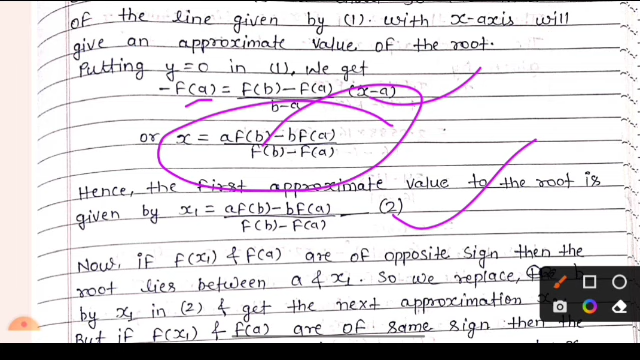 of the line given by (1). with x-axis will
give an approximate value of the root.
Putting y=0 in (1), we get
-f(a) = f(b)-f(a) (x-a)
b-a
or x = af(b)-bf(a)
f(b)-f(a)
Hence, the first approximate value to the root is
given by x₁ = af(b)-bf(a) (2)
f(b)-f(a)
Now, if f(x₁) & f(a) are of opposite sign then the
root lies between a & x₁. So we replace, b
by x₁ in (2) & get the next approximation
But if f(x₁) & f(a) are of same sign then the